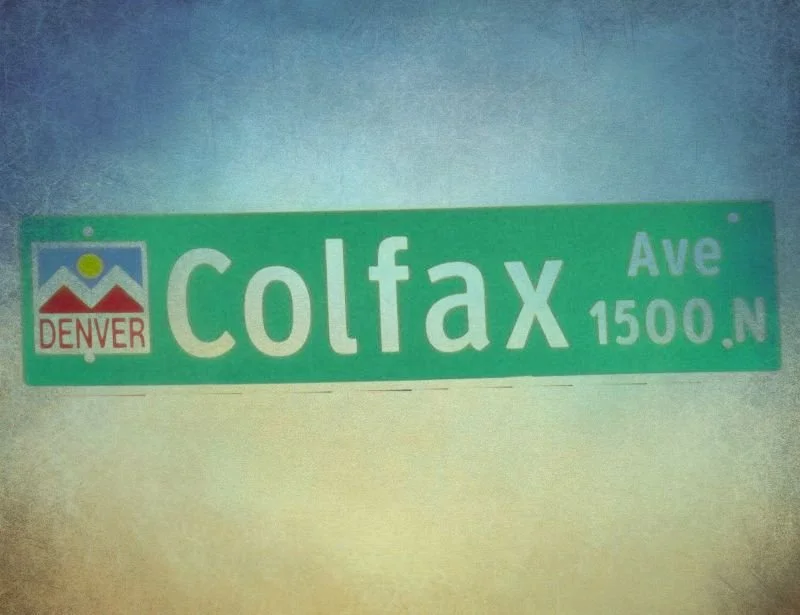 DENVER
Colfax
Ave
1500 N